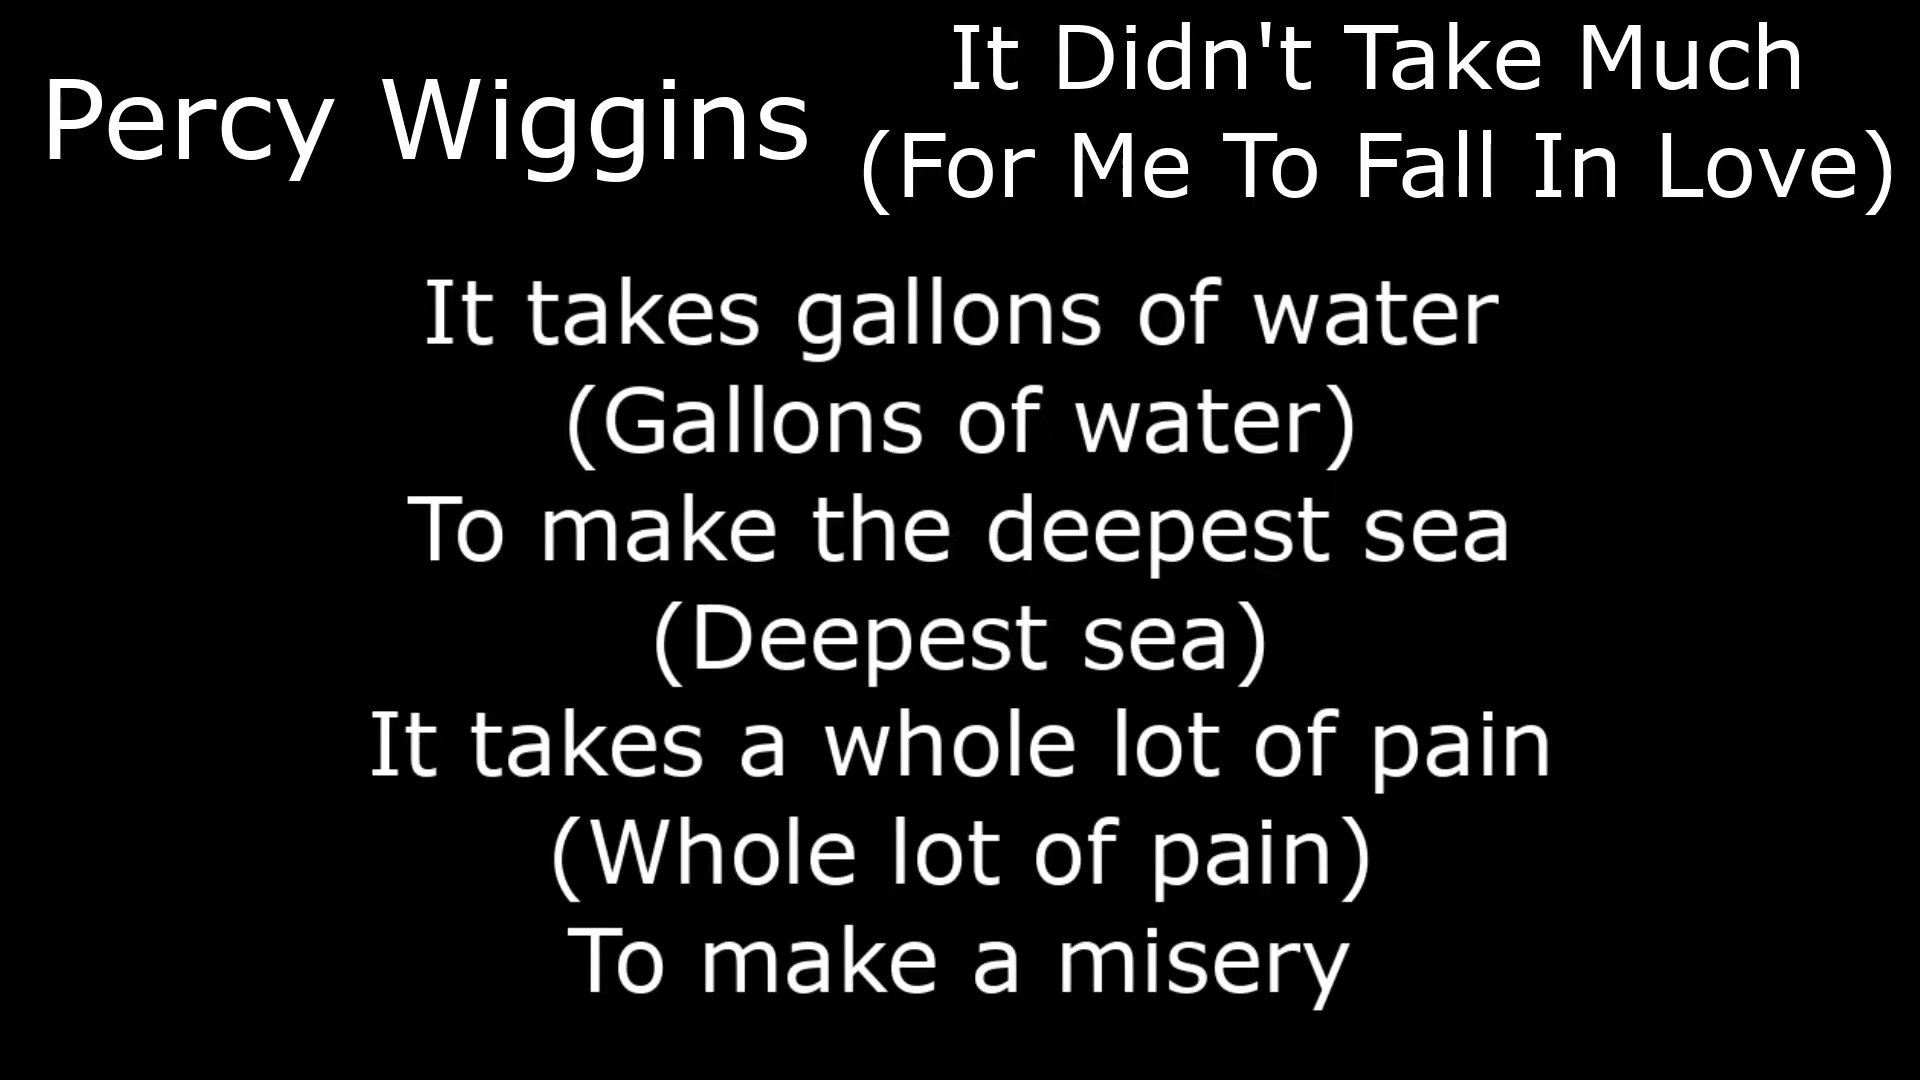 Percy Wiggins
It Didn't Take Much
(For Me To Fall In Love)
It takes gallons of water
(Gallons of water)
To make the deepest sea
(Deepest sea)
It takes a whole lot of pain
(Whole lot of pain)
To make a misery